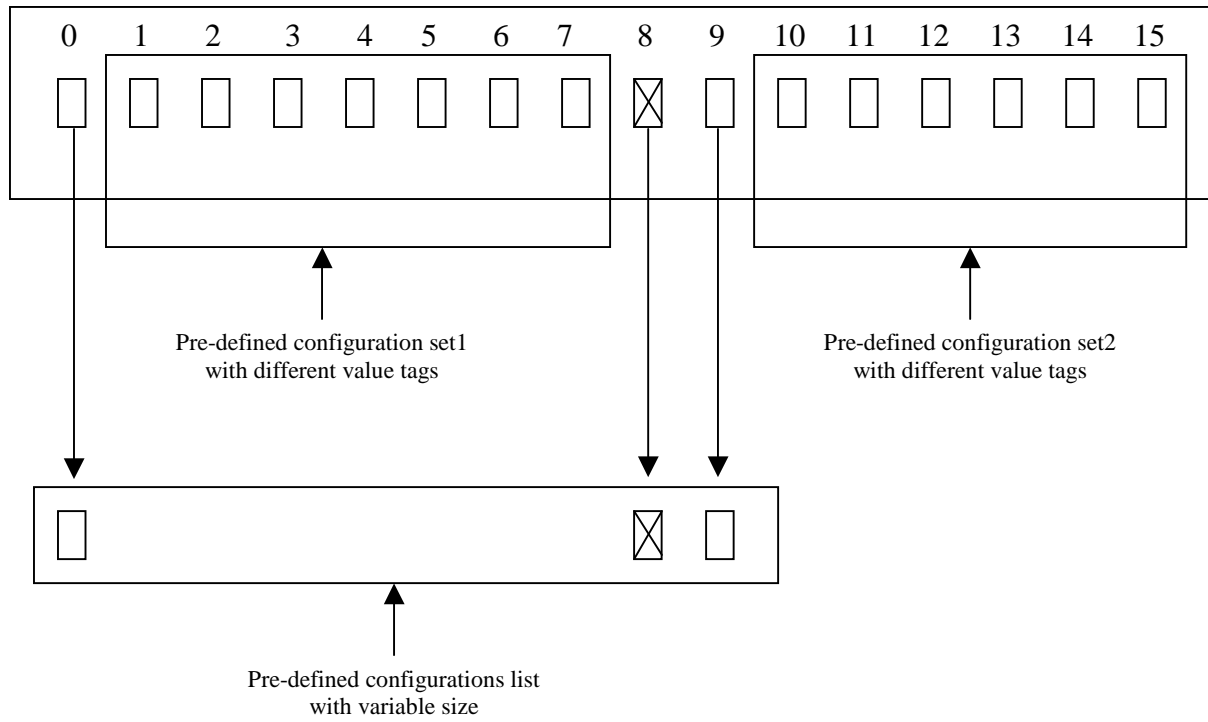 0 1 2 3 4 5 6 7 8 9 10 11 12 13 14 15
Pre-defined configuration set1
with different value tags
Pre-defined configuration set2
with different value tags
Pre-defined configurations list
with variable size